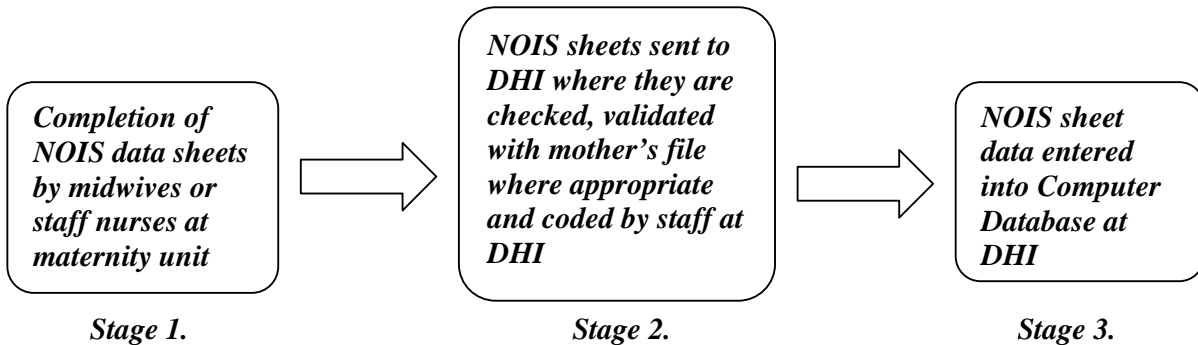 Completion of
NOIS data sheets
by midwives or
staff nurses at
maternity unit
Stage 1.
NOIS sheets sent to
DHI where they are
checked, validated
with mother's file
where appropriate
and coded by staff at
DHI
Stage 2.
NOIS sheet
data entered
into Computer
Database at
DHI
Stage 3.